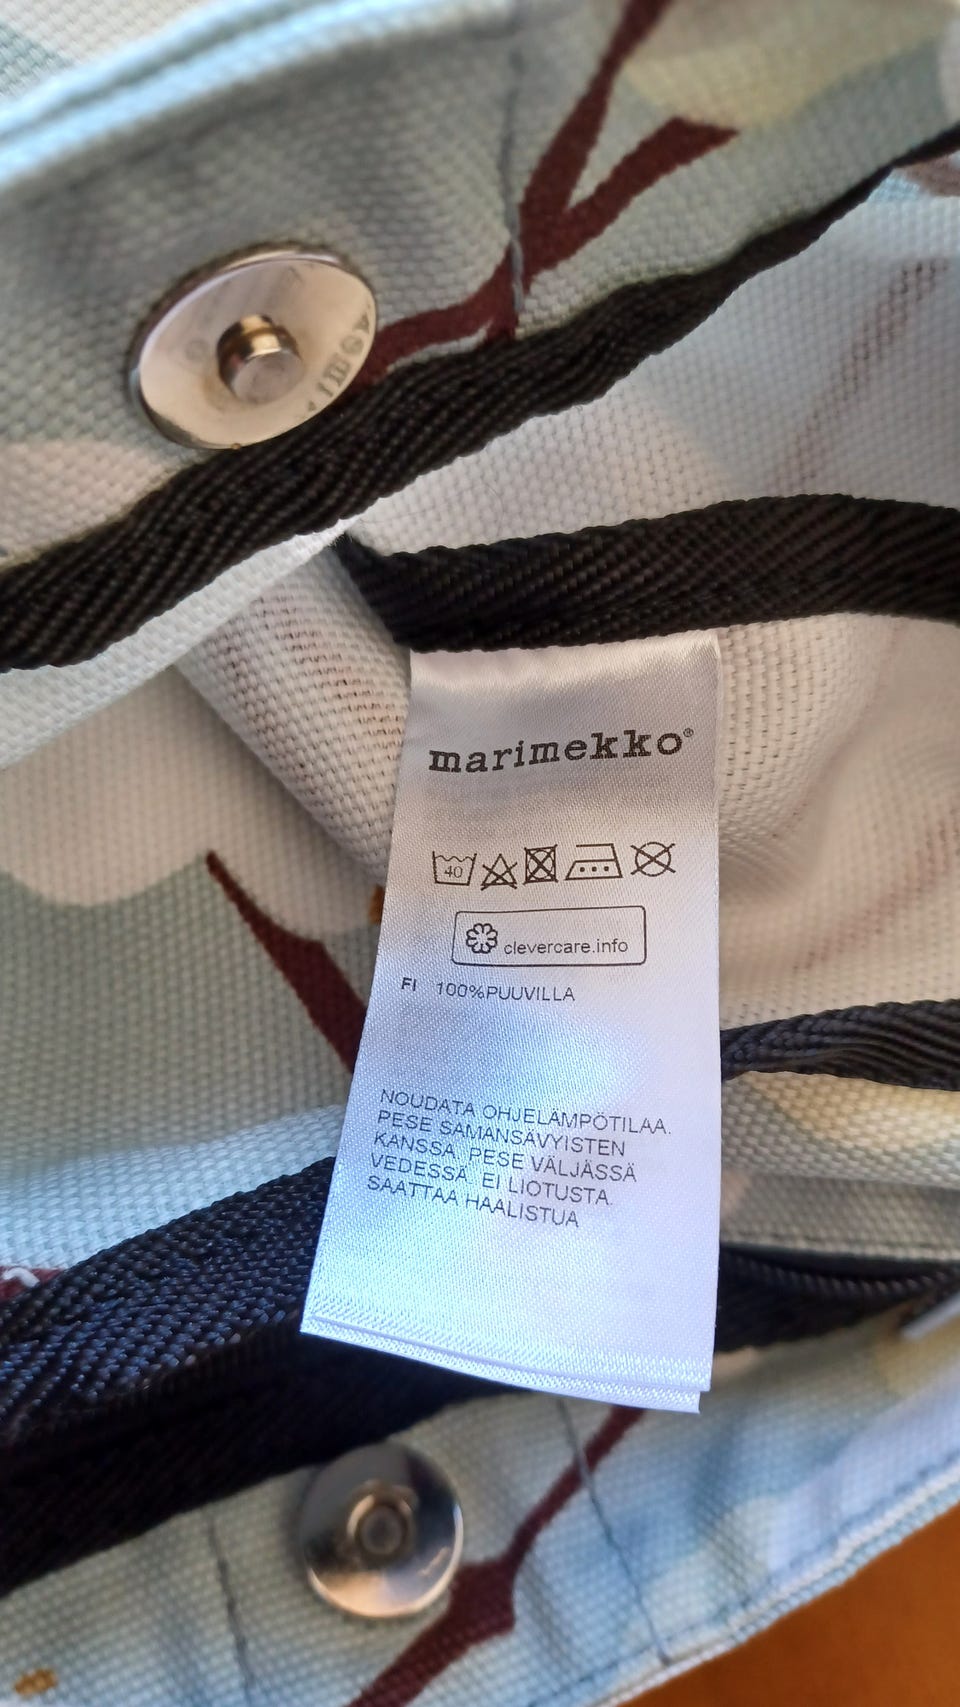 marimekko®
40
clevercare.info
FI 100%PUUVILLA
NOUDATA OHJELÄMPÖTILAA.
PESE SAMANSÄVYISTEN
KANSSA. PESE VÄLJÄSSÄ
VEDESSÄ. EI LIOTUSTA.
SAATTAA HAALISTUA